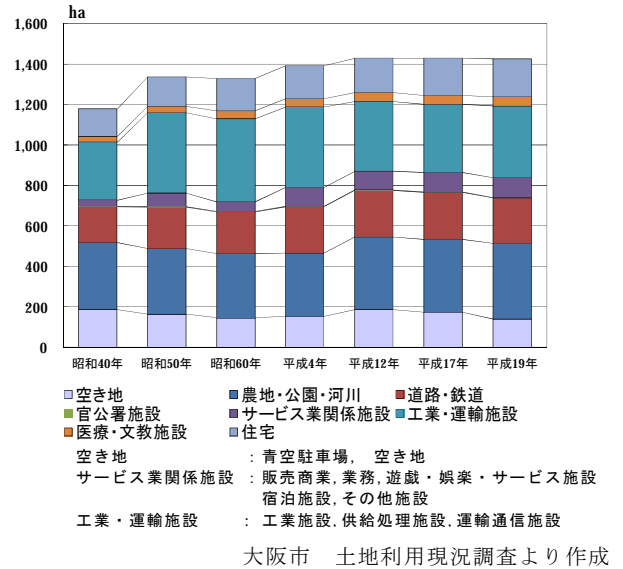 ha
1,600
1,400
1,200
1,000
800
600
400
200
0
昭和40年 昭和50年 昭和60年 平成4年 平成12年 平成17年 平成19年
空き地 農地・公園・河川 道路・鉄道
官公署施設 サービス業関係施設 工業・運輸施設
医療・文教施設 住宅
空き地 : 青空駐車場, 空き地
サービス業関係施設 : 販売商業, 業務, 遊戯・娯楽・サービス施設
宿泊施設, その他施設
工業・運輸施設 : 工業施設, 供給処理施設, 運輸通信施設
大阪市 土地利用現況調査より作成